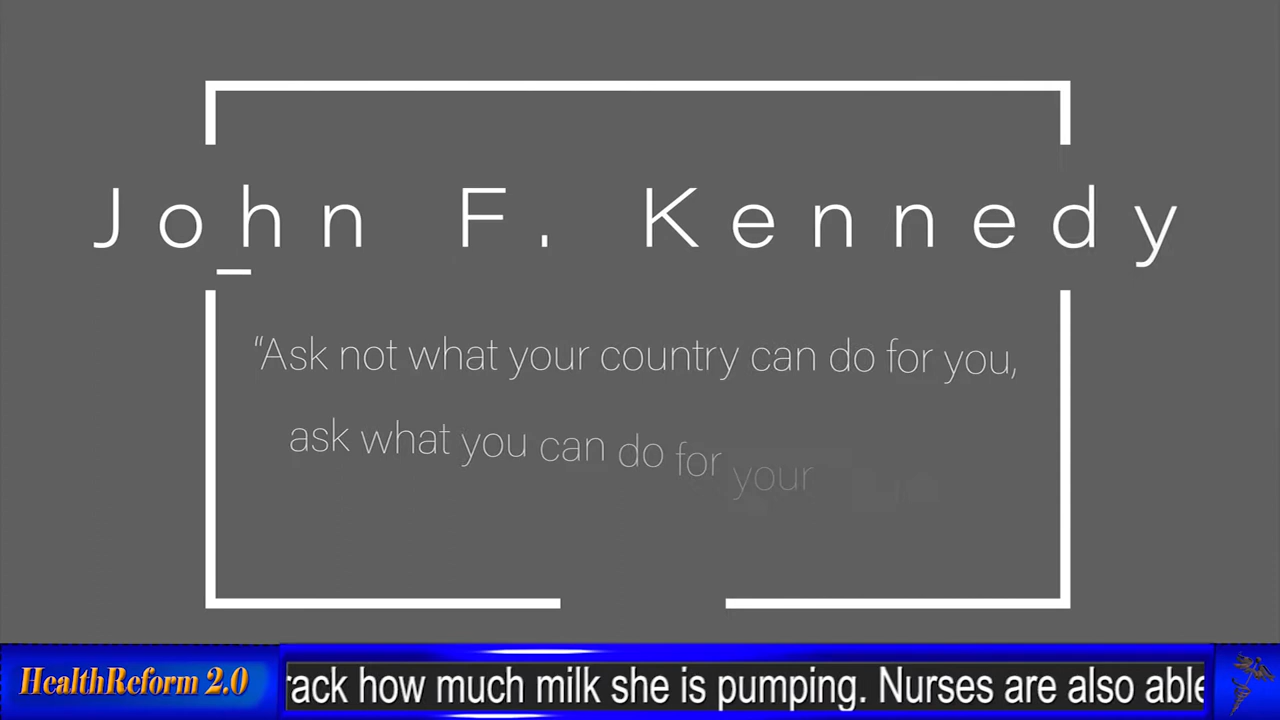 John F. Kennedy
“Ask not what your country can do for you,
ask what you can do for your
HealthReform 2.0
rack how much milk she is pumping. Nurses are also able